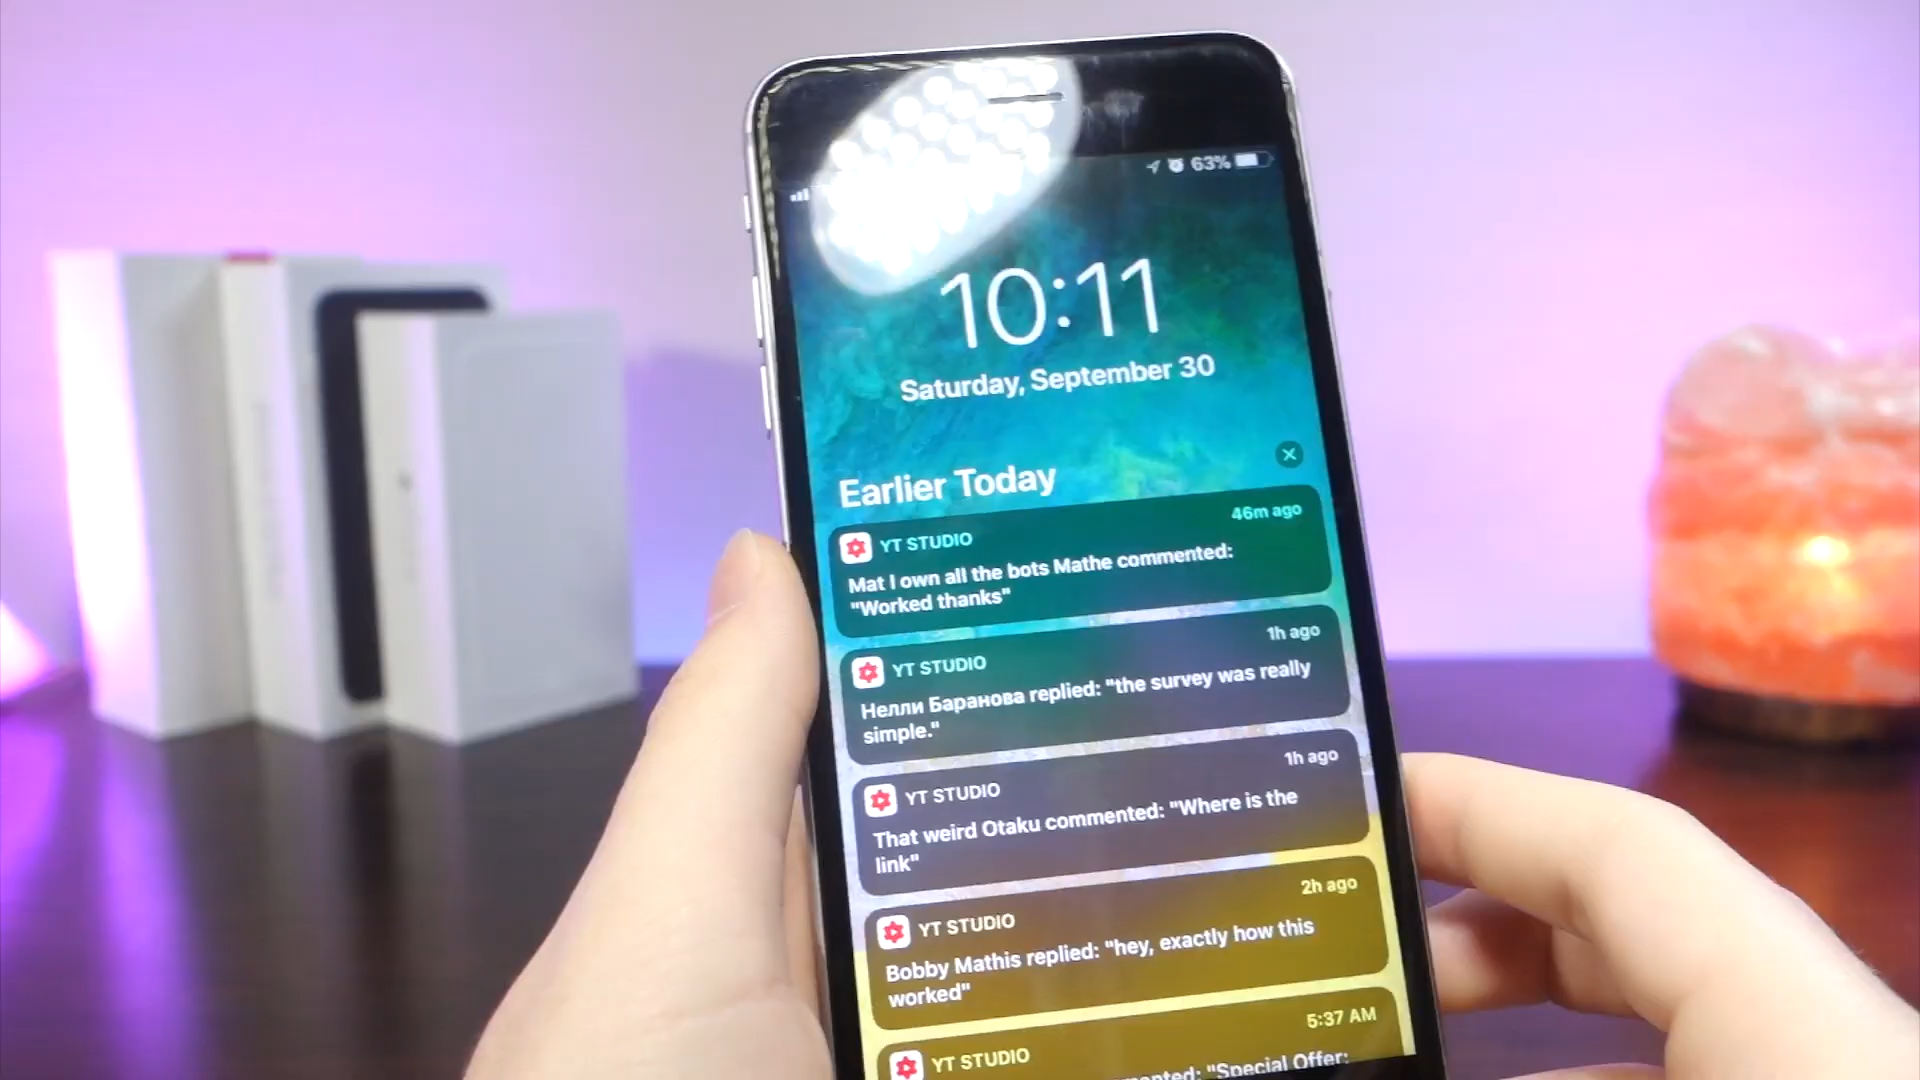 63%
10:11
Saturday, September 30
Earlier Today
YT STUDIO
46m ago
Mat I own all the bots Mathe commented:
"Worked thanks"
YT STUDIO
1h ago
Нелли Баранова replied: "the survey was really
simple."
YT STUDIO
1h ago
That weird Otaku commented: "Where is the
link"
YT STUDIO
2h ago
Bobby Mathis replied: "hey, exactly how this
worked"
YT STUDIO
5:37 AM
"Special Offer: